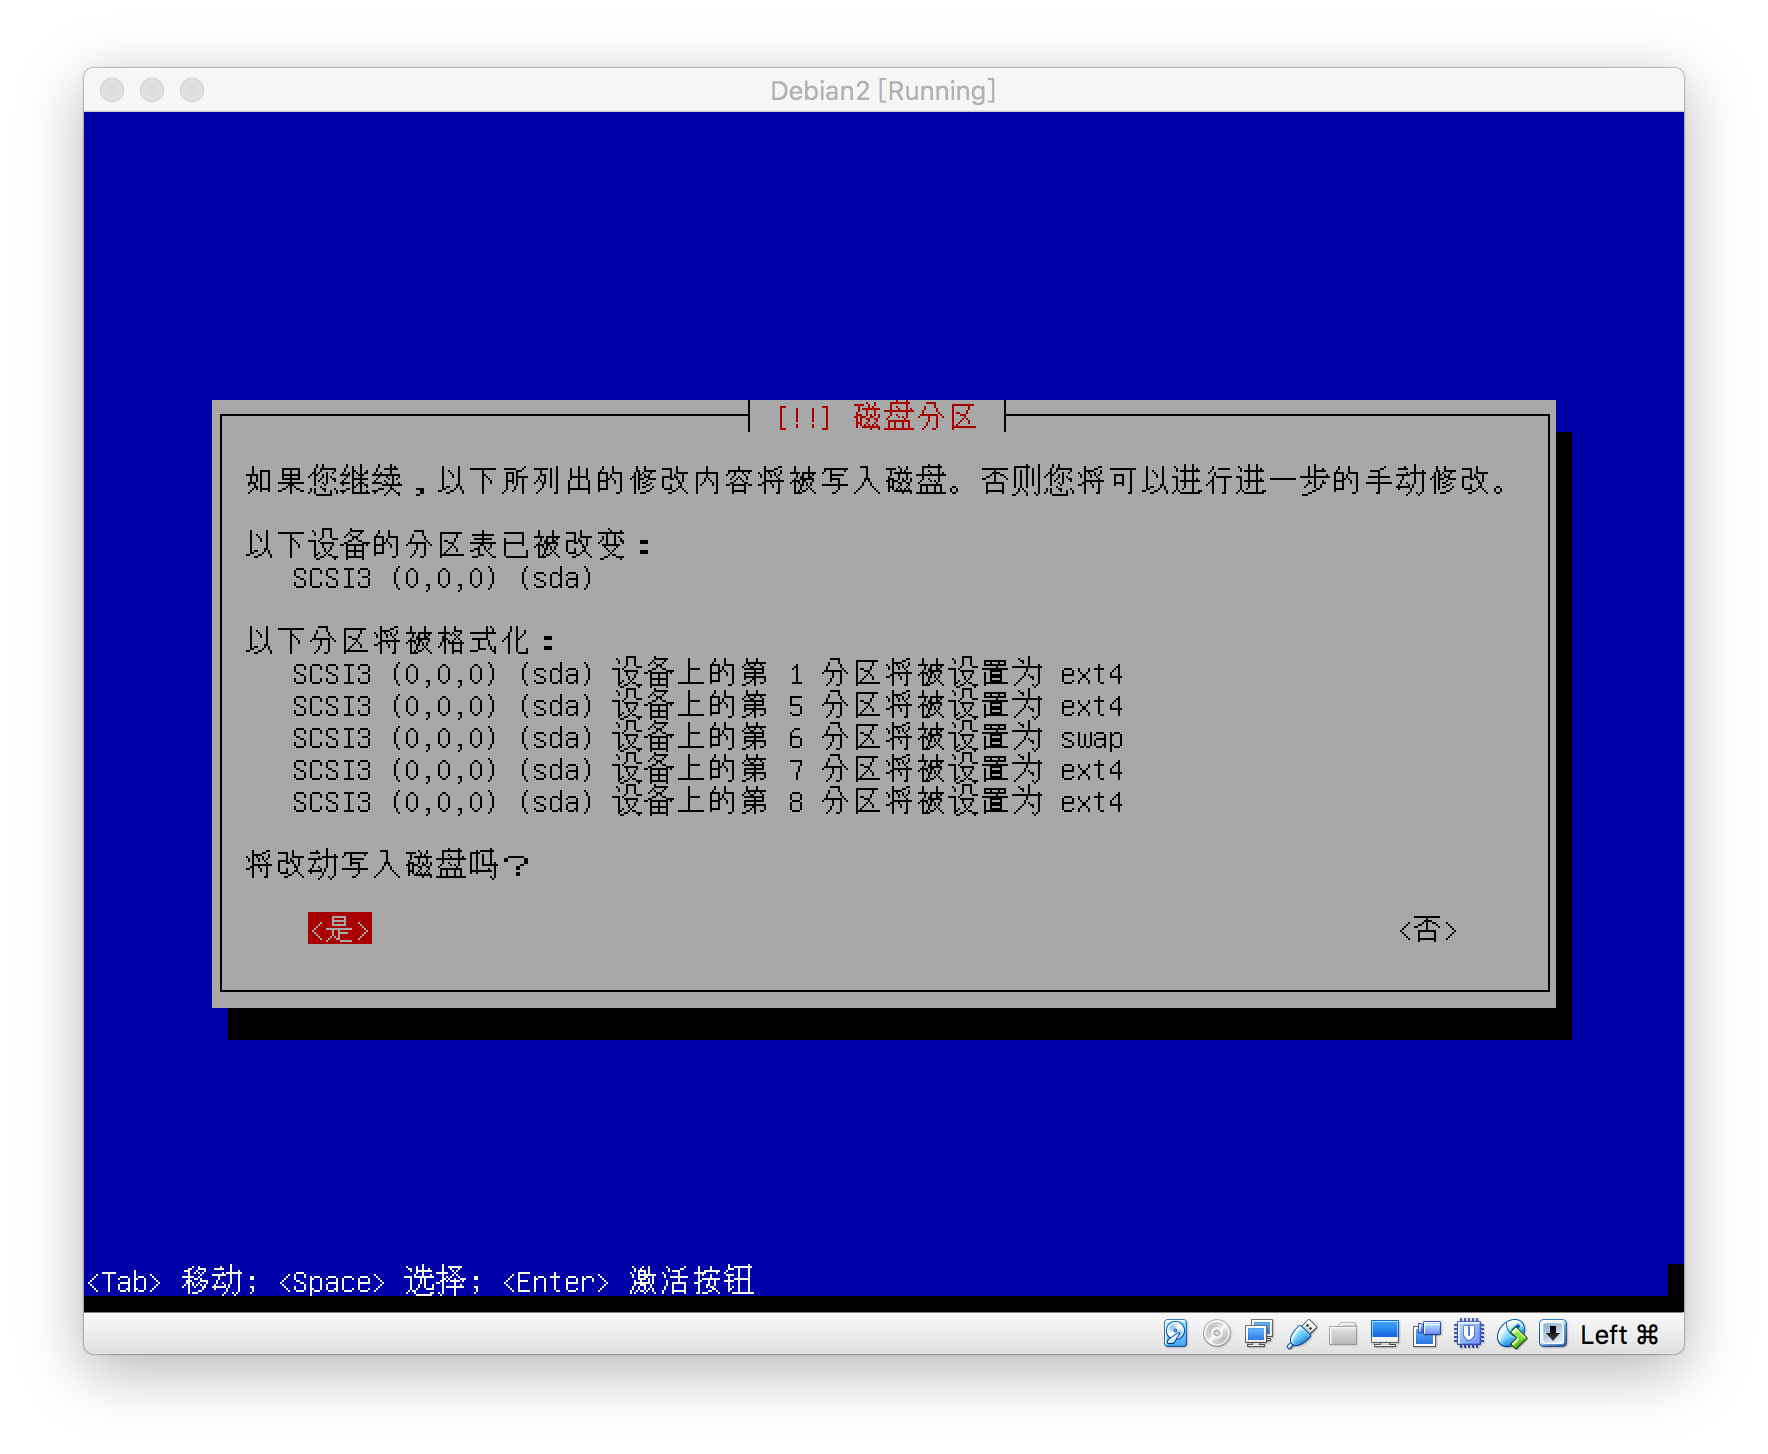 Debian2 [Running]
[!!] 磁盘分区
如果您继续，以下所列出的修改内容将被写入磁盘。否则您将可以进行进一步的手动修改。
以下设备的分区表已被改变：
SCSI3 (0,0,0) (sda)
以下分区将被格式化：
SCSI3 (0,0,0) (sda) 设备上的第 1 分区将被设置为 ext4
SCSI3 (0,0,0) (sda) 设备上的第 5 分区将被设置为 ext4
SCSI3 (0,0,0) (sda) 设备上的第 6 分区将被设置为 swap
SCSI3 (0,0,0) (sda) 设备上的第 7 分区将被设置为 ext4
SCSI3 (0,0,0) (sda) 设备上的第 8 分区将被设置为 ext4
将改动写入磁盘吗？
<是> <否>
<Tab> 移动; <Space> 选择; <Enter> 激活按钮
Left ⌘